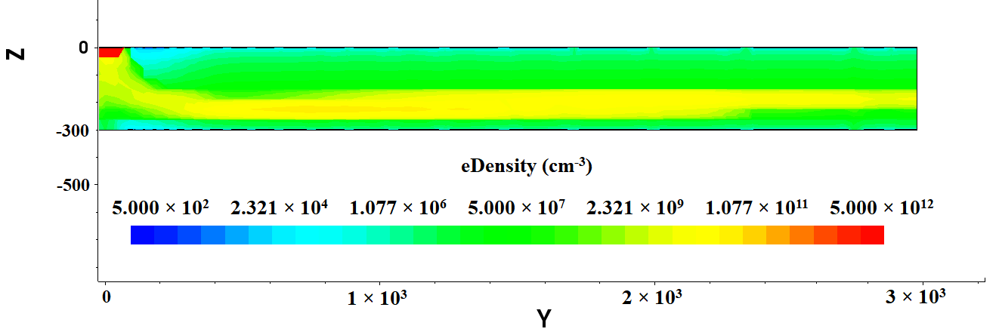 Z
0
-300
-500
eDensity (cm⁻³)
5.000 × 10² 2.321 × 10⁴ 1.077 × 10⁶ 5.000 × 10⁷ 2.321 × 10⁹ 1.077 × 10¹¹ 5.000 × 10¹²
0 1 × 10³ 2 × 10³ 3 × 10³
Y